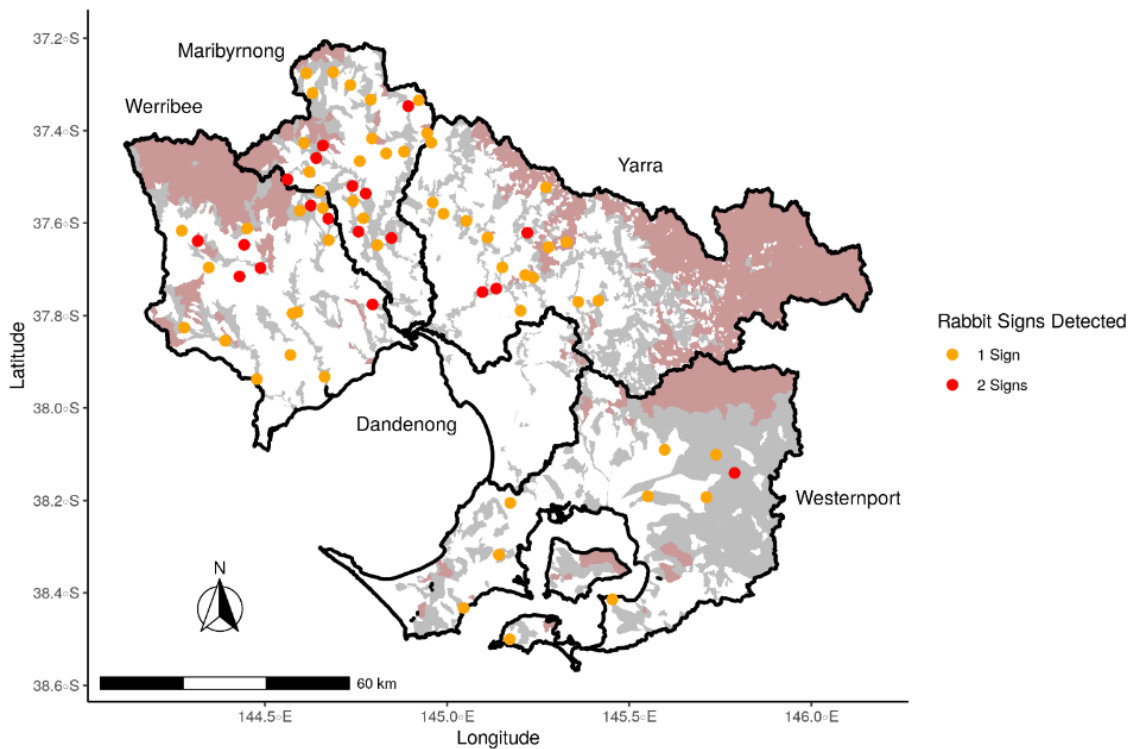 37.2°S
Maribyrnong
Werribee
37.4°S
Yarra
37.6°S
37.8°S
Rabbit Signs Detected
1 Sign
2 Signs
Latitude
38.0°S
Dandenong
38.2°S
Westernport
N
38.4°S
60 km
38.6°S
144.5°E
145.0°E
145.5°E
146.0°E
Longitude